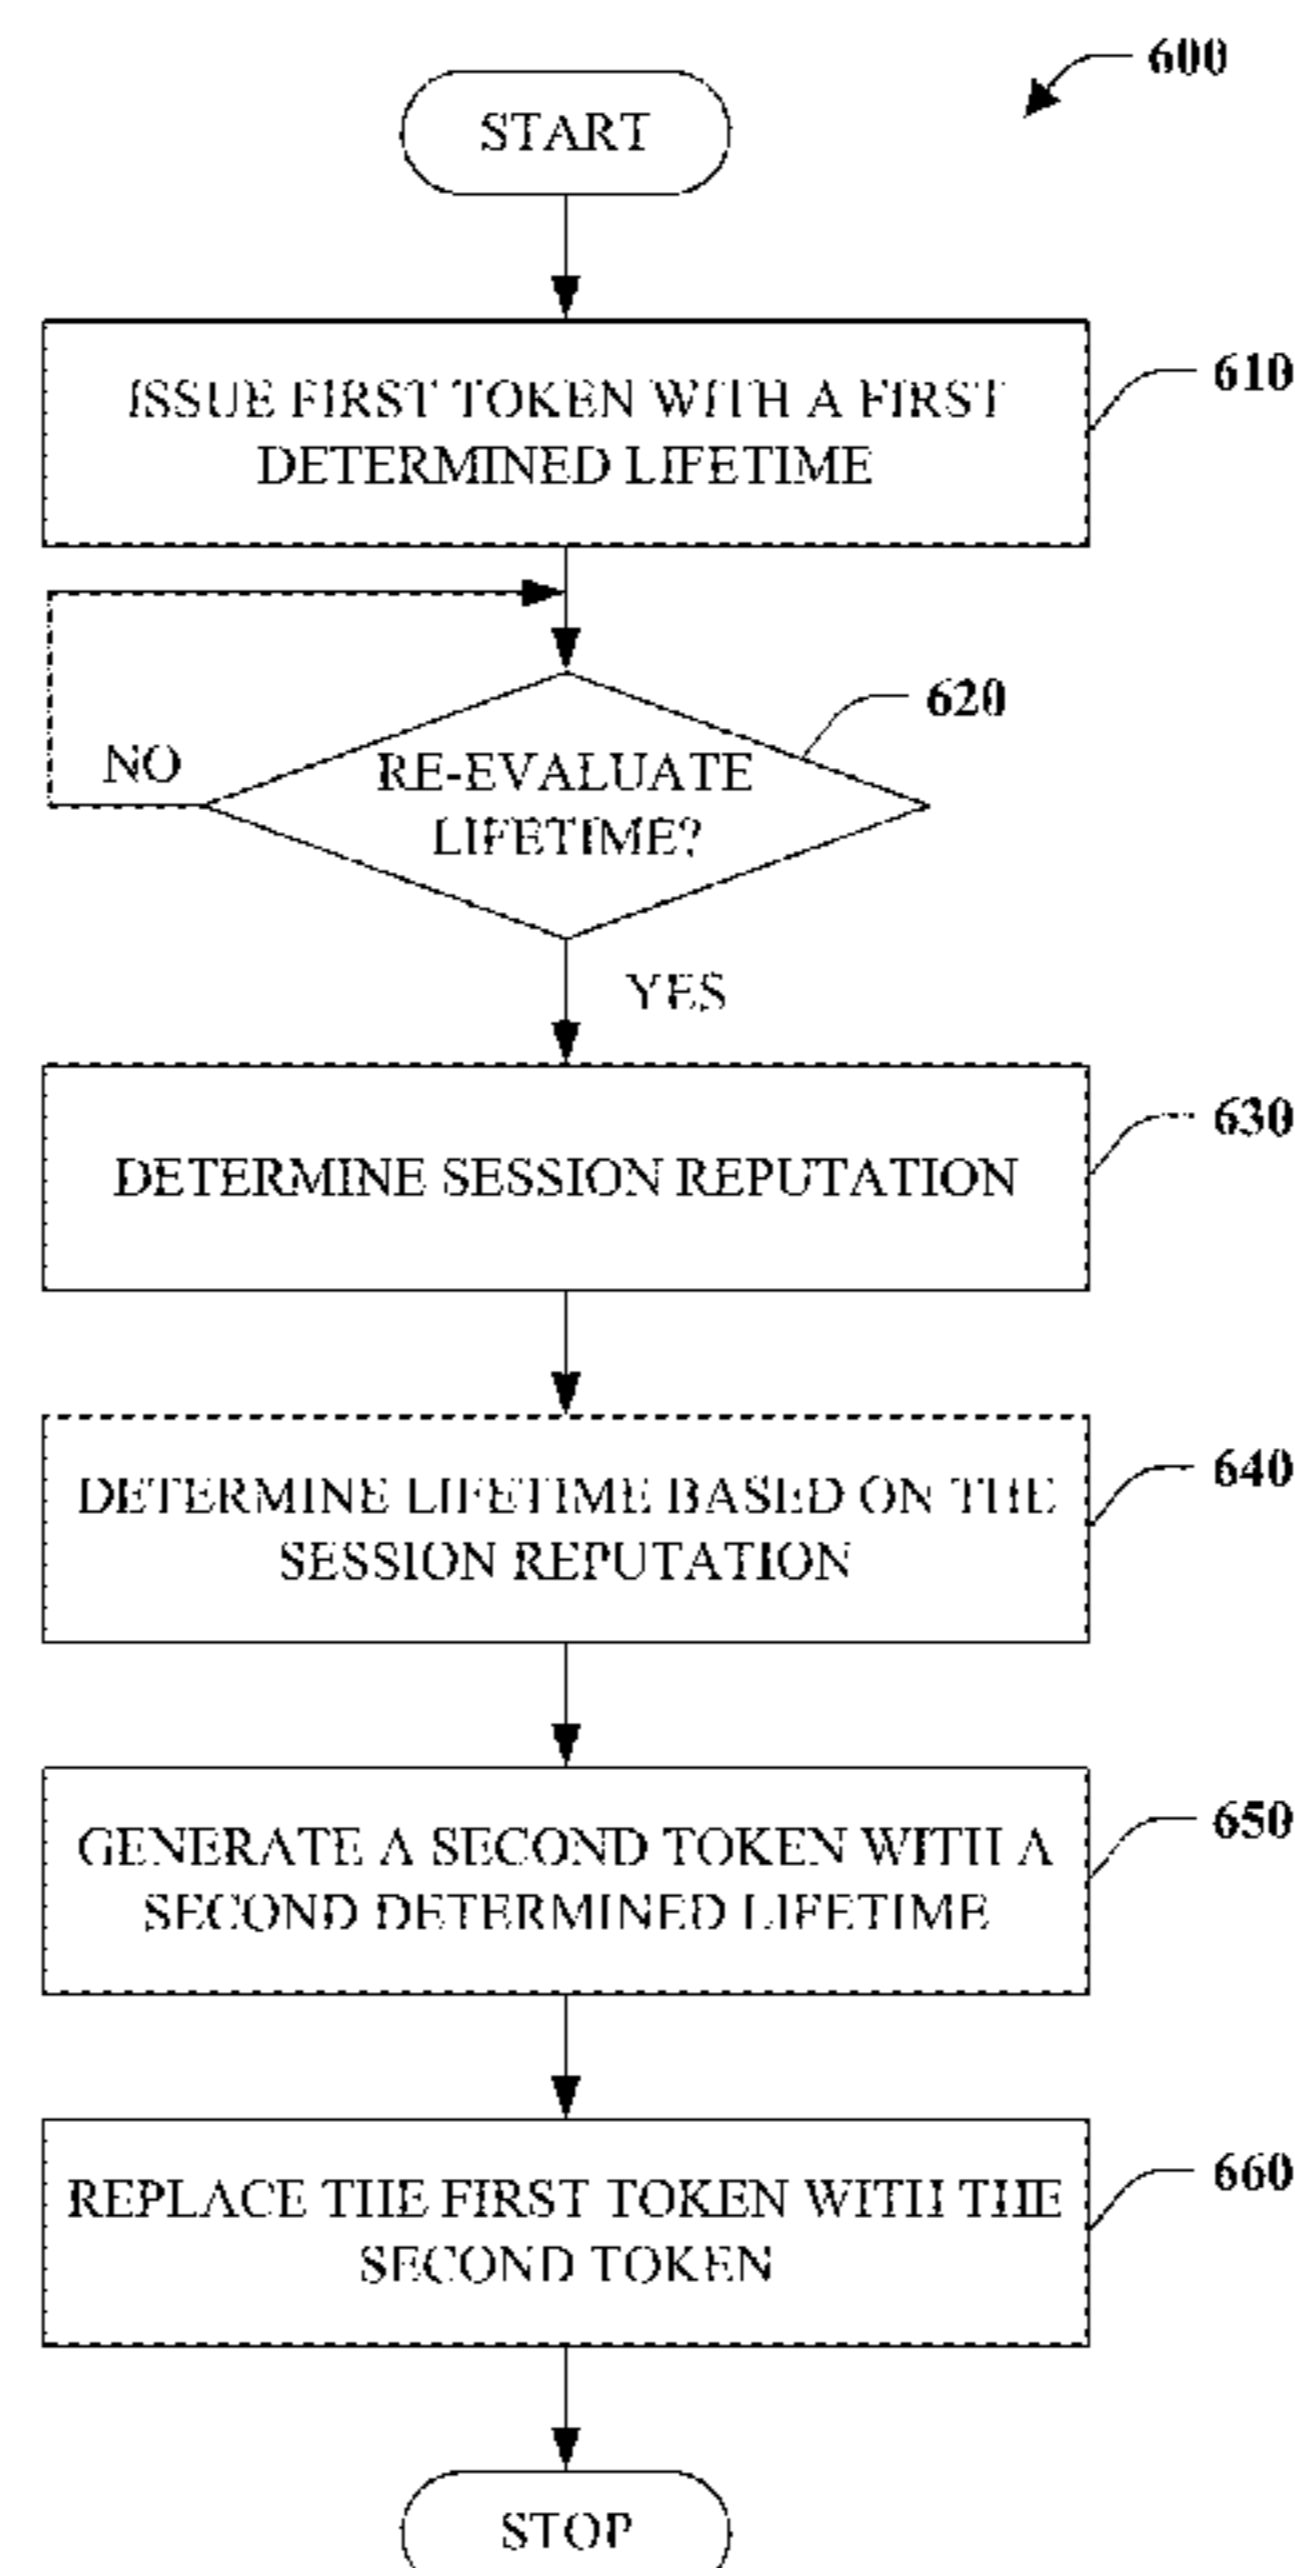 600
START
ISSUE FIRST TOKEN WITH A FIRST
DETERMINED LIFETIME
610
620
RE-EVALUATE
LIFETIME?
NO
YES
DETERMINE SESSION REPUTATION
630
DETERMINE LIFETIME BASED ON THE
SESSION REPUTATION
640
GENERATE A SECOND TOKEN WITH A
SECOND DETERMINED LIFETIME
650
REPLACE THE FIRST TOKEN WITH THE
SECOND TOKEN
660
STOP